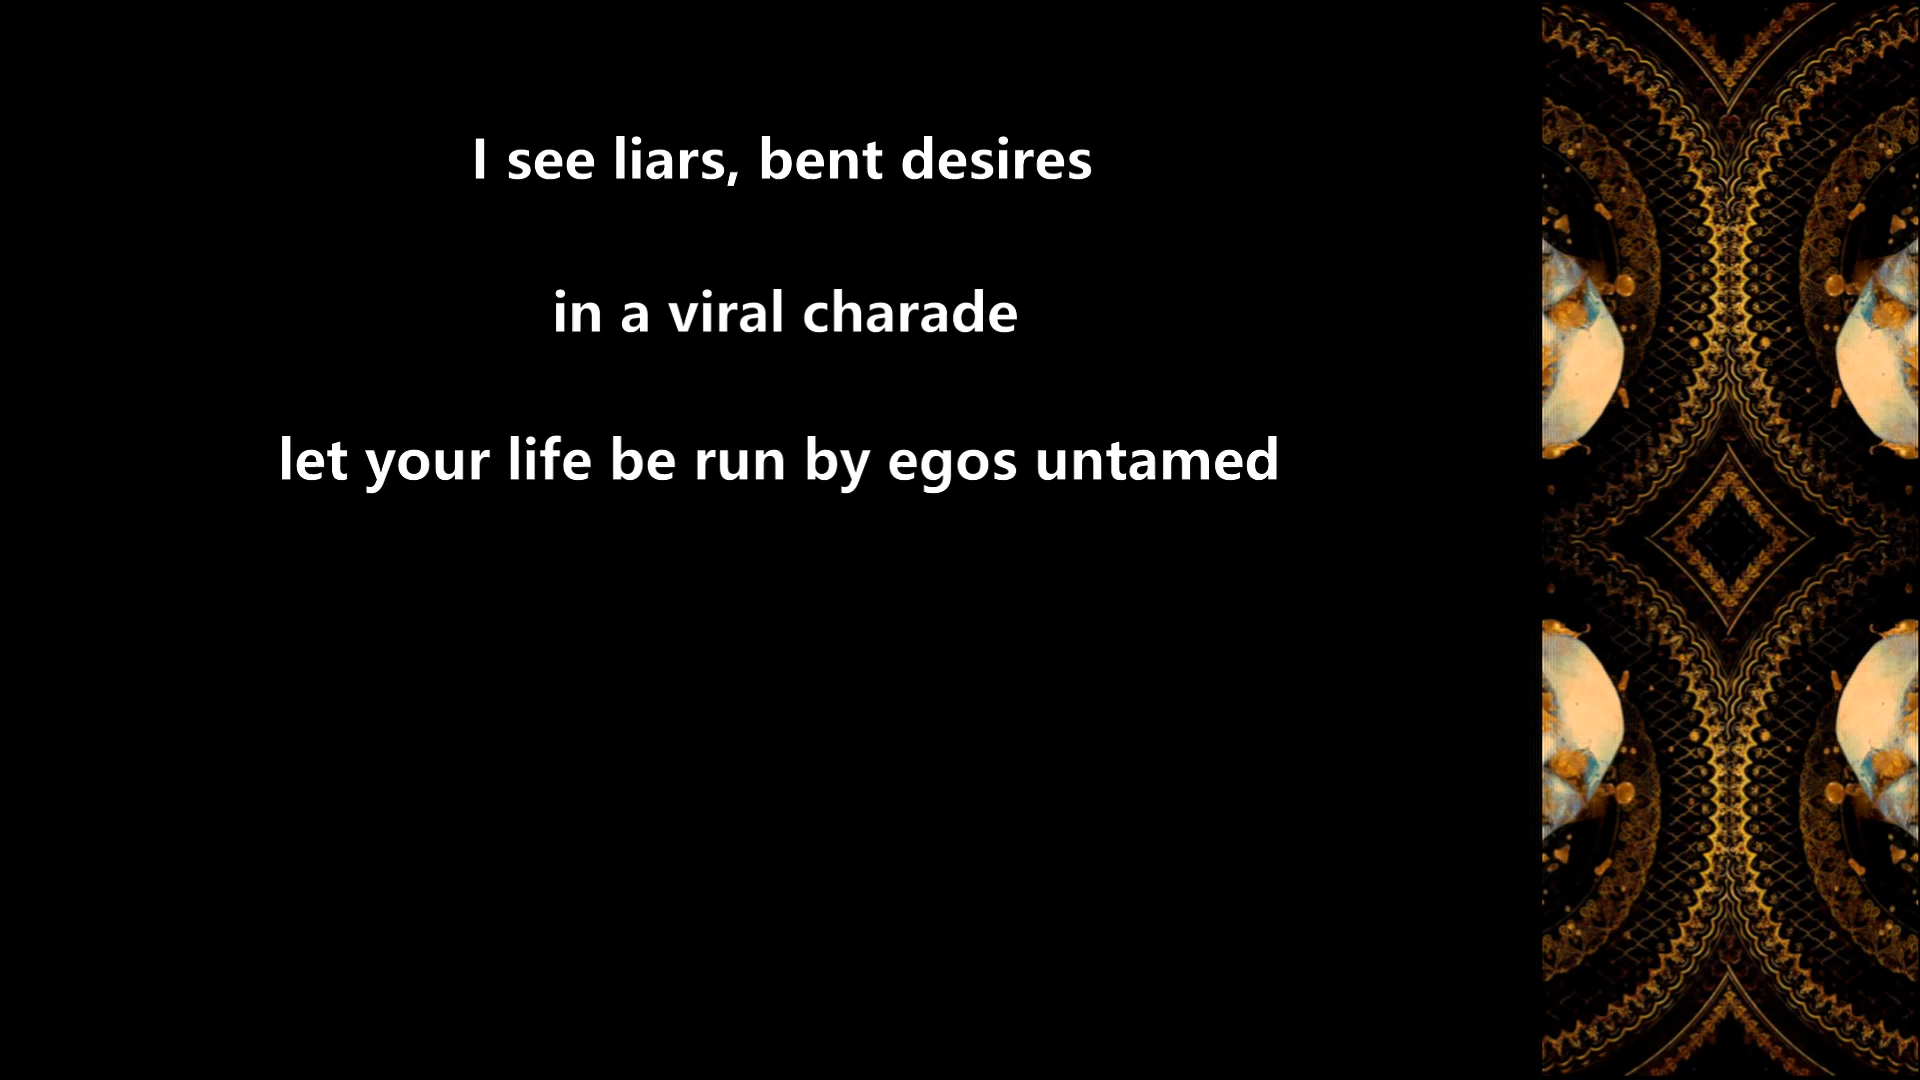 I see liars, bent desires
in a viral charade
let your life be run by egos untamed